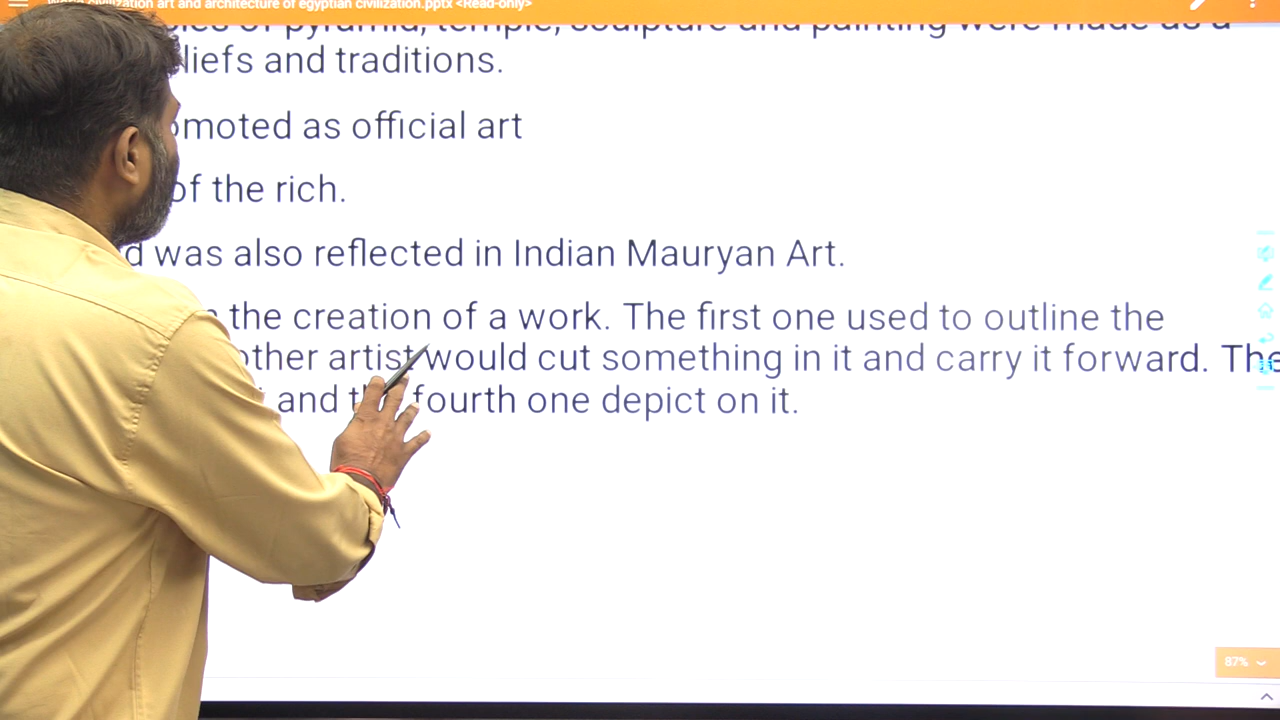 World civilization art and architecture of egyptian civilization.pptx <Read-only>
of pyramid, temple, sculpture and painting were made as a
liefs and traditions.
omoted as official art
of the rich.
d was also reflected in Indian Mauryan Art.
the creation of a work. The first one used to outline the
other artist would cut something in it and carry it forward. The
and the fourth one depict on it.
87%